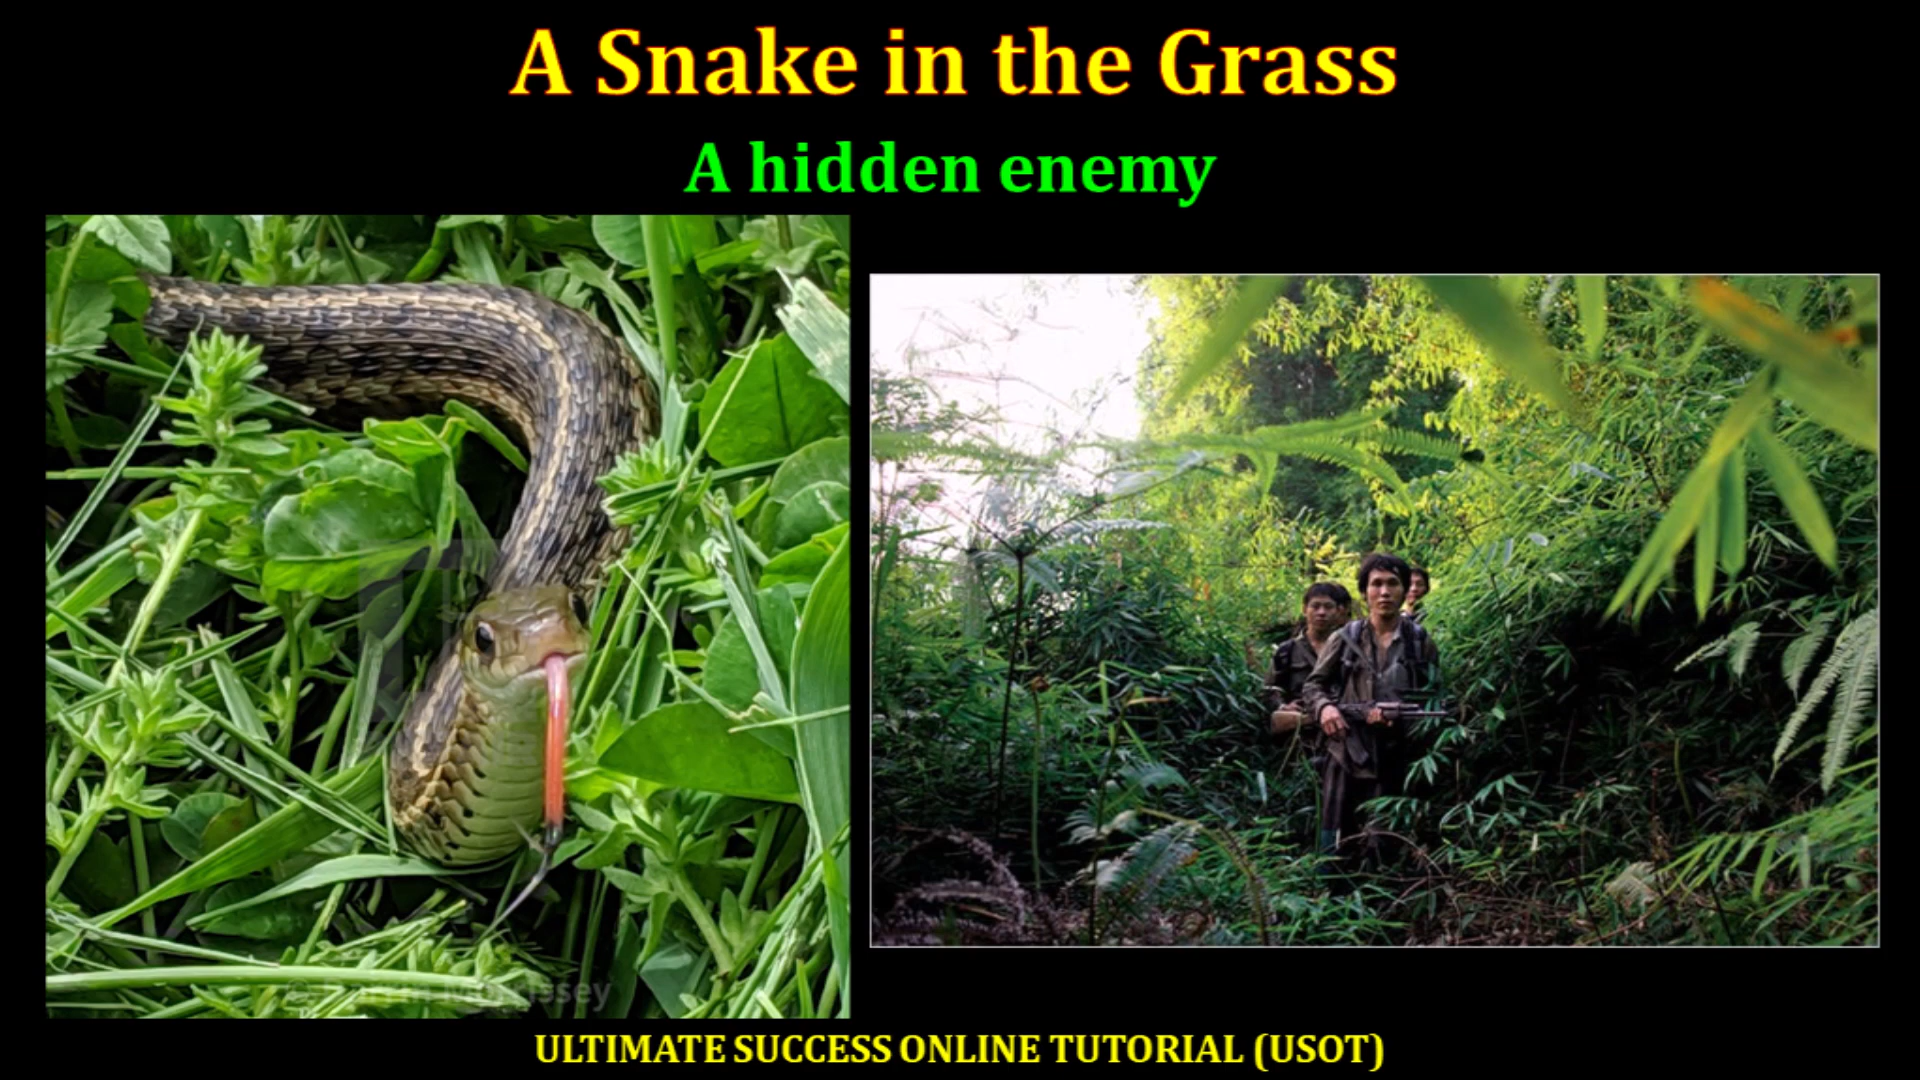 A Snake in the Grass
A hidden enemy
ULTIMATE SUCCESS ONLINE TUTORIAL (USOT)